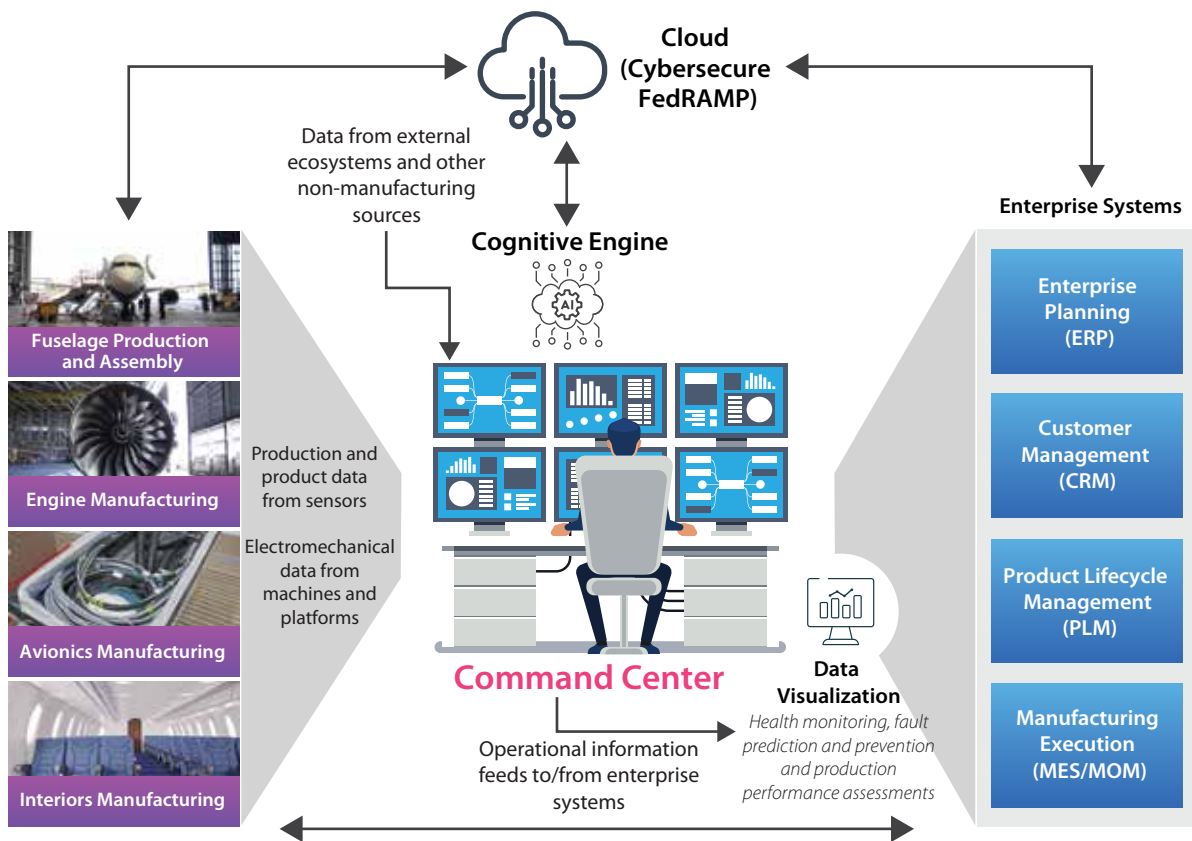 Cloud
(Cybersecure
FedRAMP)
Data from external
ecosystems and other
non-manufacturing
sources
Cognitive Engine
AI
Enterprise Systems
Fuselage Production
and Assembly
Engine Manufacturing
Avionics Manufacturing
Interiors Manufacturing
Production and
product data
from sensors
Electromechanical
data from
machines and
platforms
Command Center
Operational information
feeds to/from enterprise
systems
Data
Visualization
Health monitoring, fault
prediction and prevention
and production
performance assessments
Enterprise
Planning
(ERP)
Customer
Management
(CRM)
Product Lifecycle
Management
(PLM)
Manufacturing
Execution
(MES/MOM)